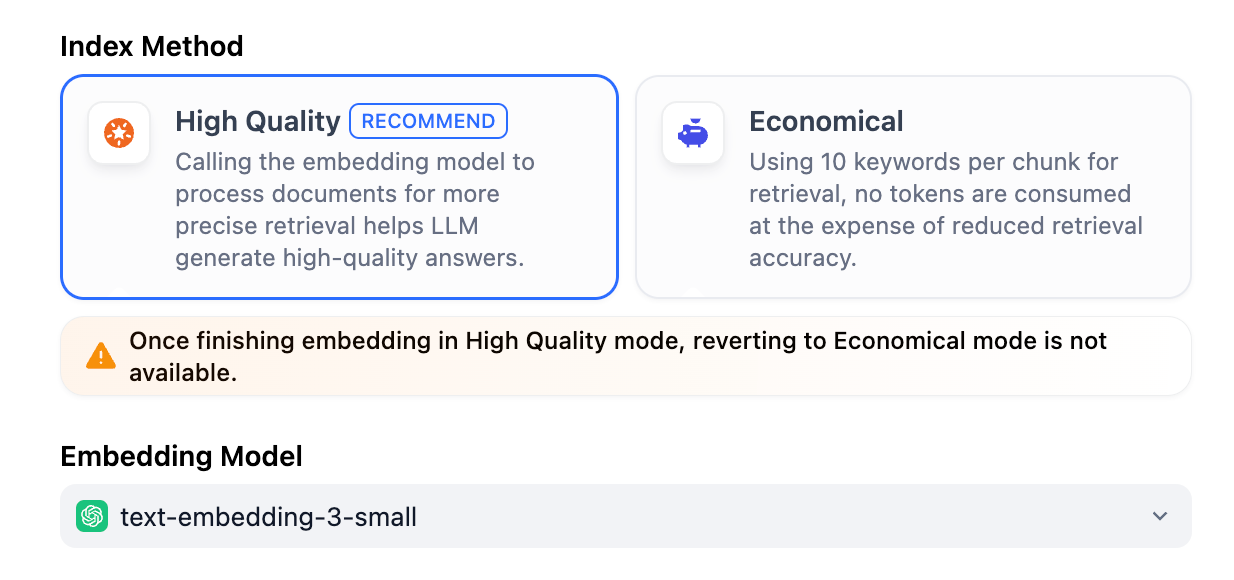 Index Method
High Quality RECOMMEND
Calling the embedding model to
process documents for more
precise retrieval helps LLM
generate high-quality answers.
Economical
Using 10 keywords per chunk for
retrieval, no tokens are consumed
at the expense of reduced retrieval
accuracy.
Once finishing embedding in High Quality mode, reverting to Economical mode is not
available.
Embedding Model
text-embedding-3-small